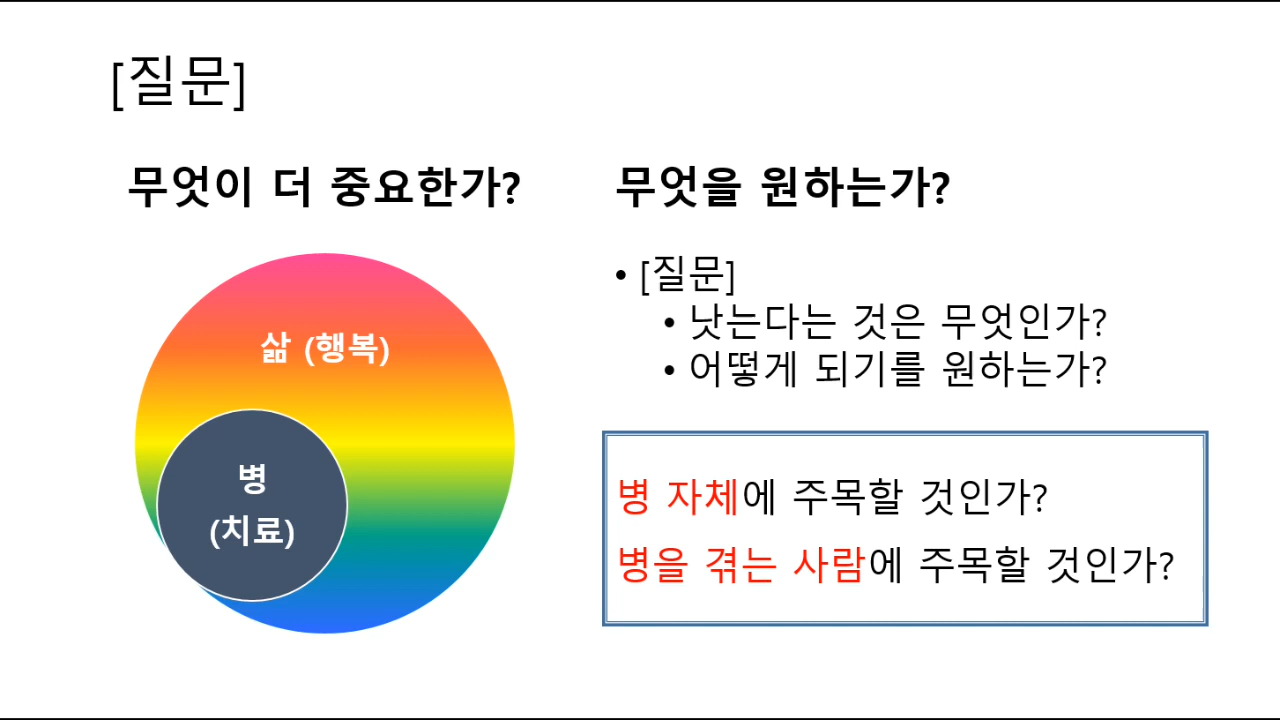 [질문]
무엇이 더 중요한가?
삶 (행복)
병
(치료)
무엇을 원하는가?
• [질문]
• 낫는다는 것은 무엇인가?
• 어떻게 되기를 원하는가?
병 자체에 주목할 것인가?
병을 겪는 사람에 주목할 것인가?